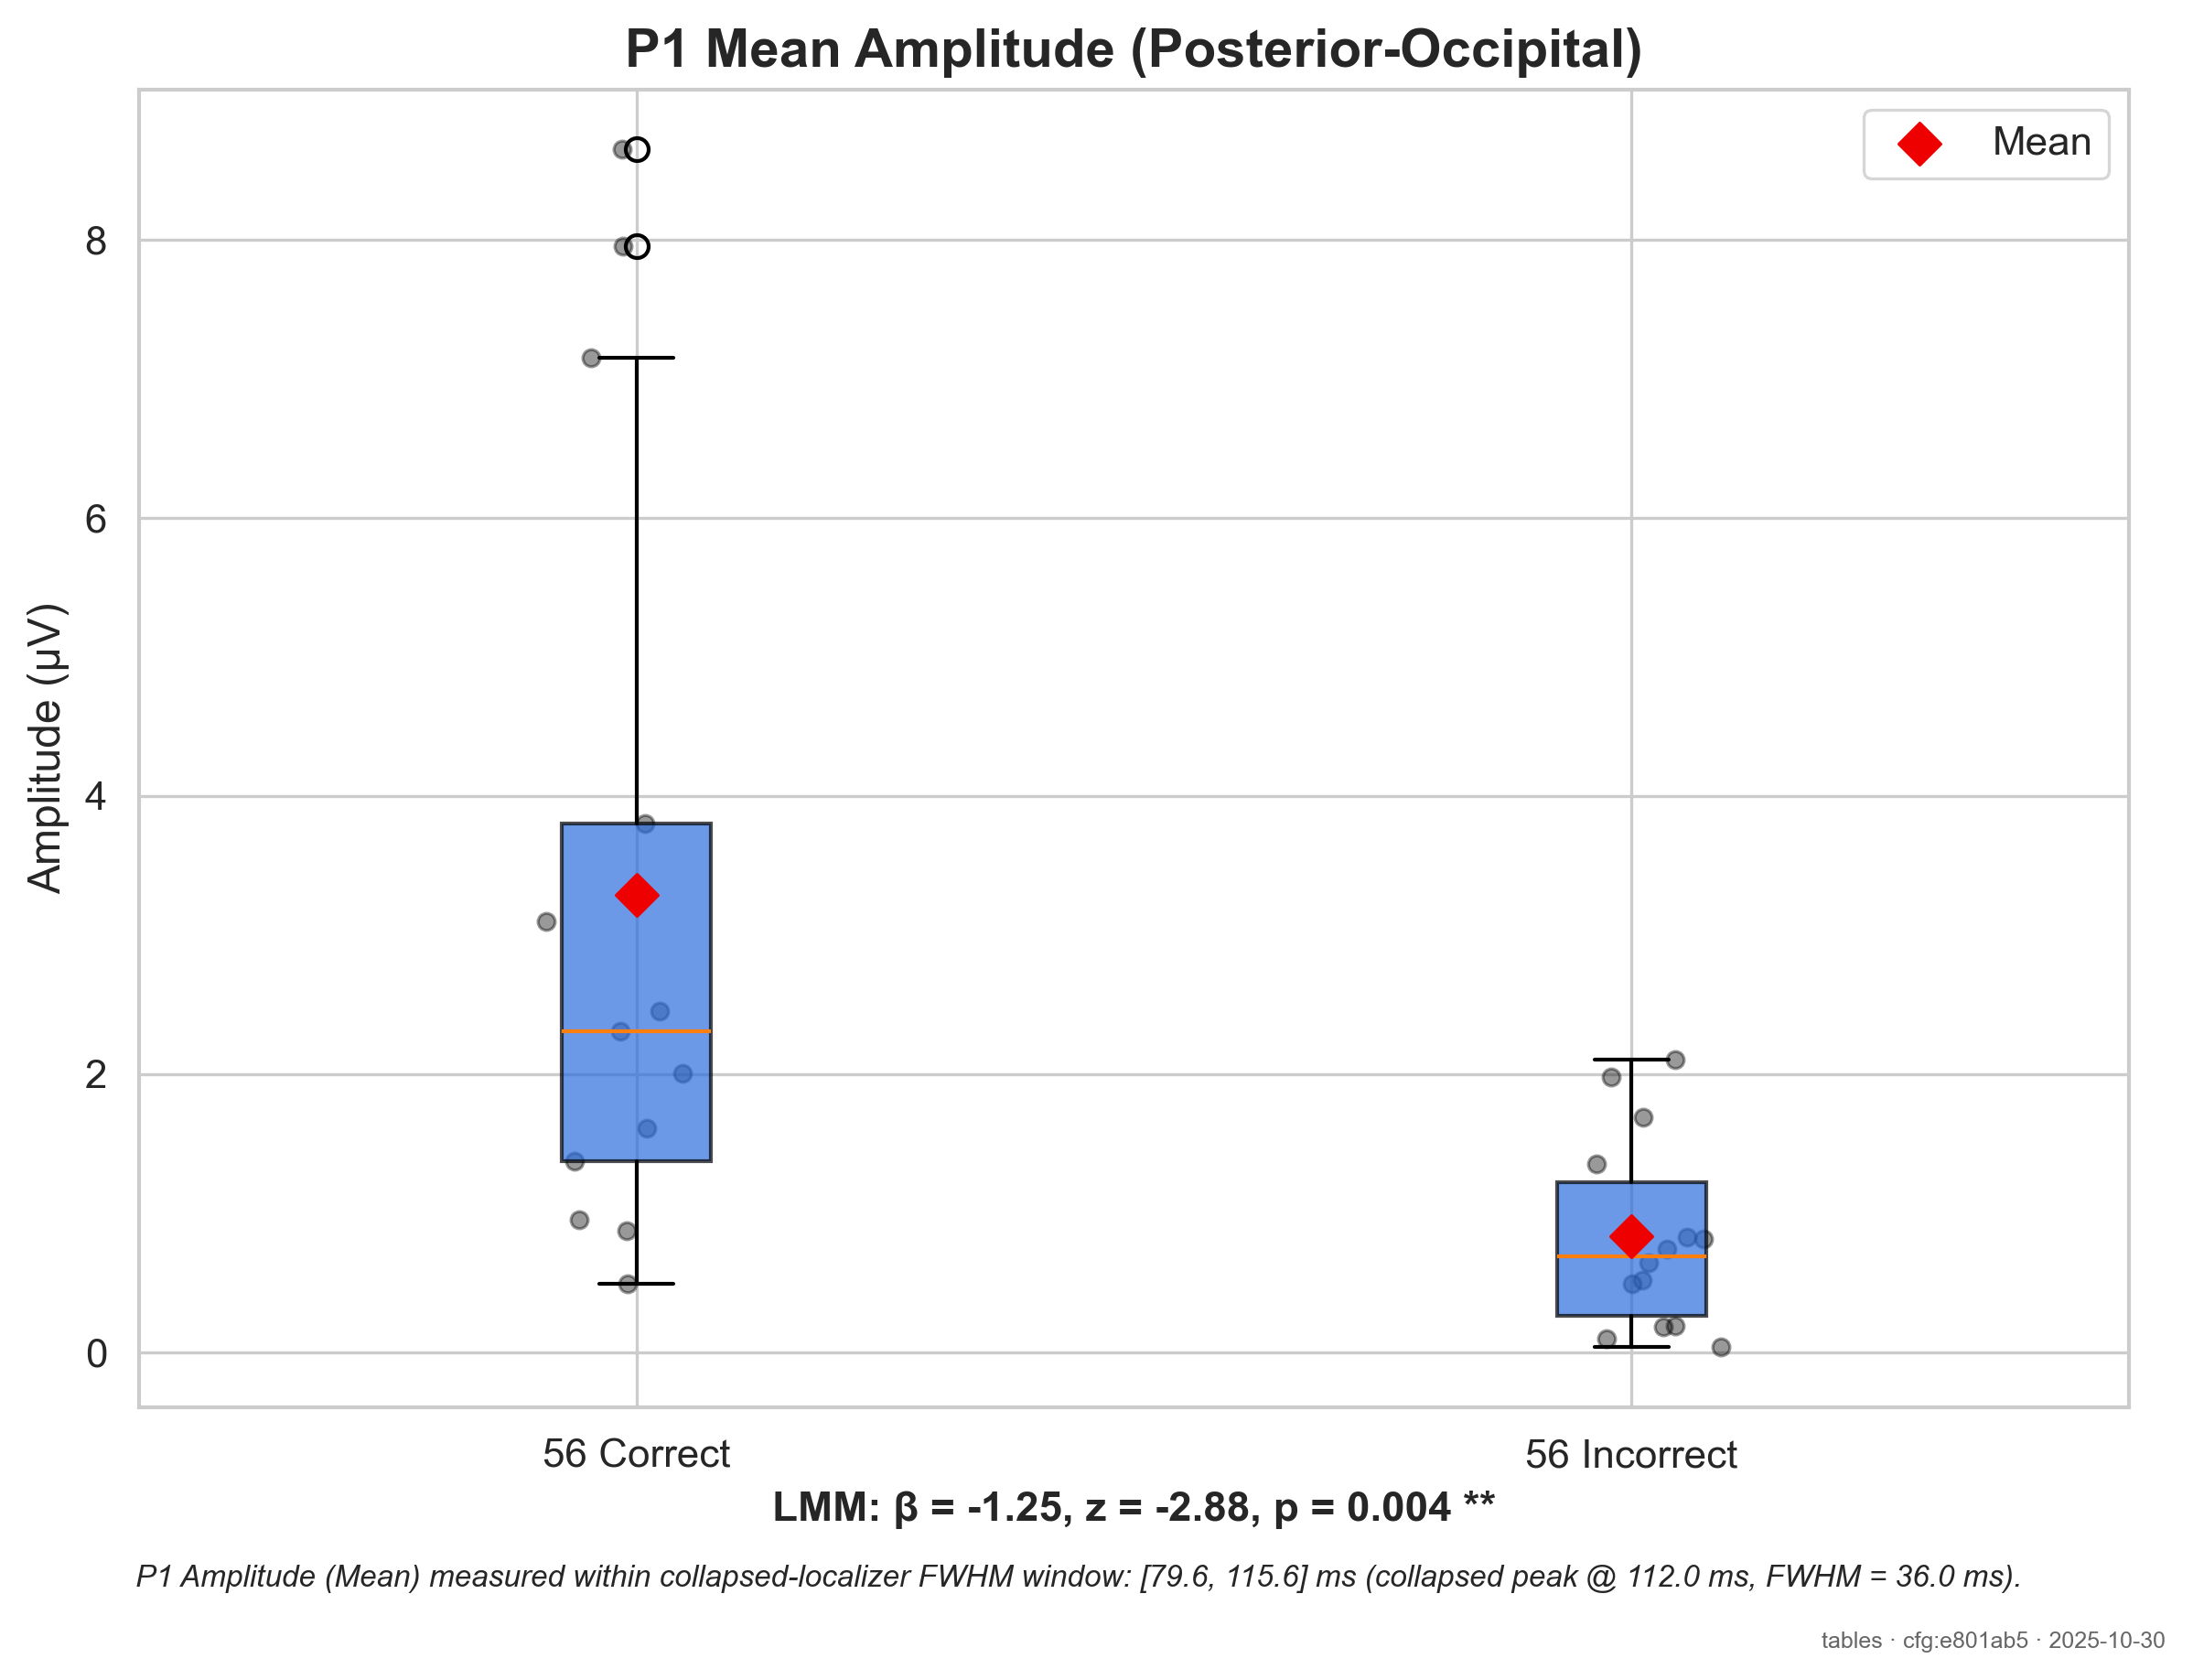 P1 Mean Amplitude (Posterior-Occipital)
Mean
8
6
4
2
0
Amplitude (µV)
56 Correct
56 Incorrect
LMM: β = -1.25, z = -2.88, p = 0.004 **
P1 Amplitude (Mean) measured within collapsed-localizer FWHM window: [79.6, 115.6] ms (collapsed peak @ 112.0 ms, FWHM = 36.0 ms).
tables · cfg:e801ab5 · 2025-10-30